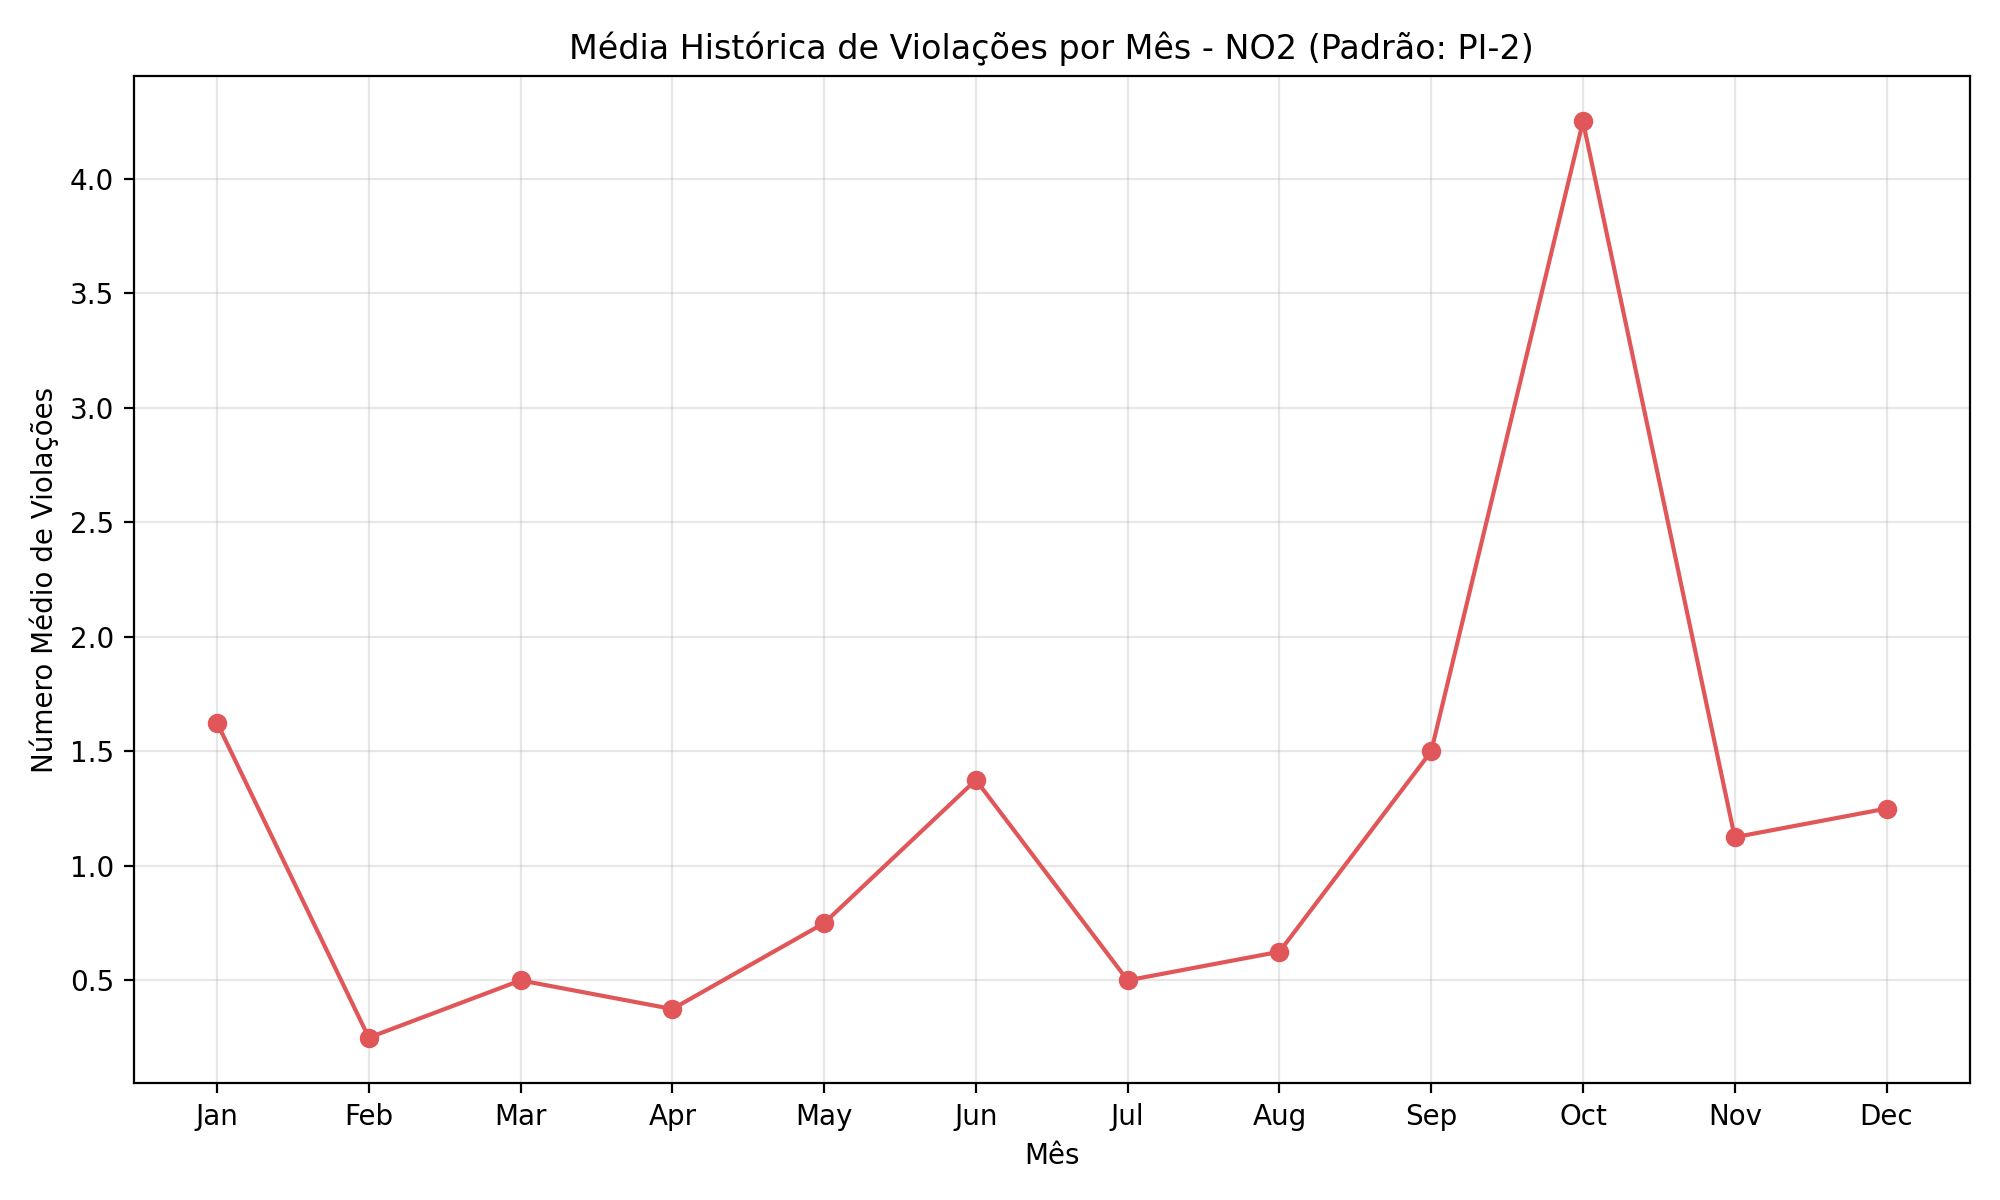 Média Histórica de Violações por Mês - NO2 (Padrão: PI-2)
Número Médio de Violações
4.0
3.5
3.0
2.5
2.0
1.5
1.0
0.5
Jan Feb Mar Apr May Jun Jul Aug Sep Oct Nov Dec
Mês